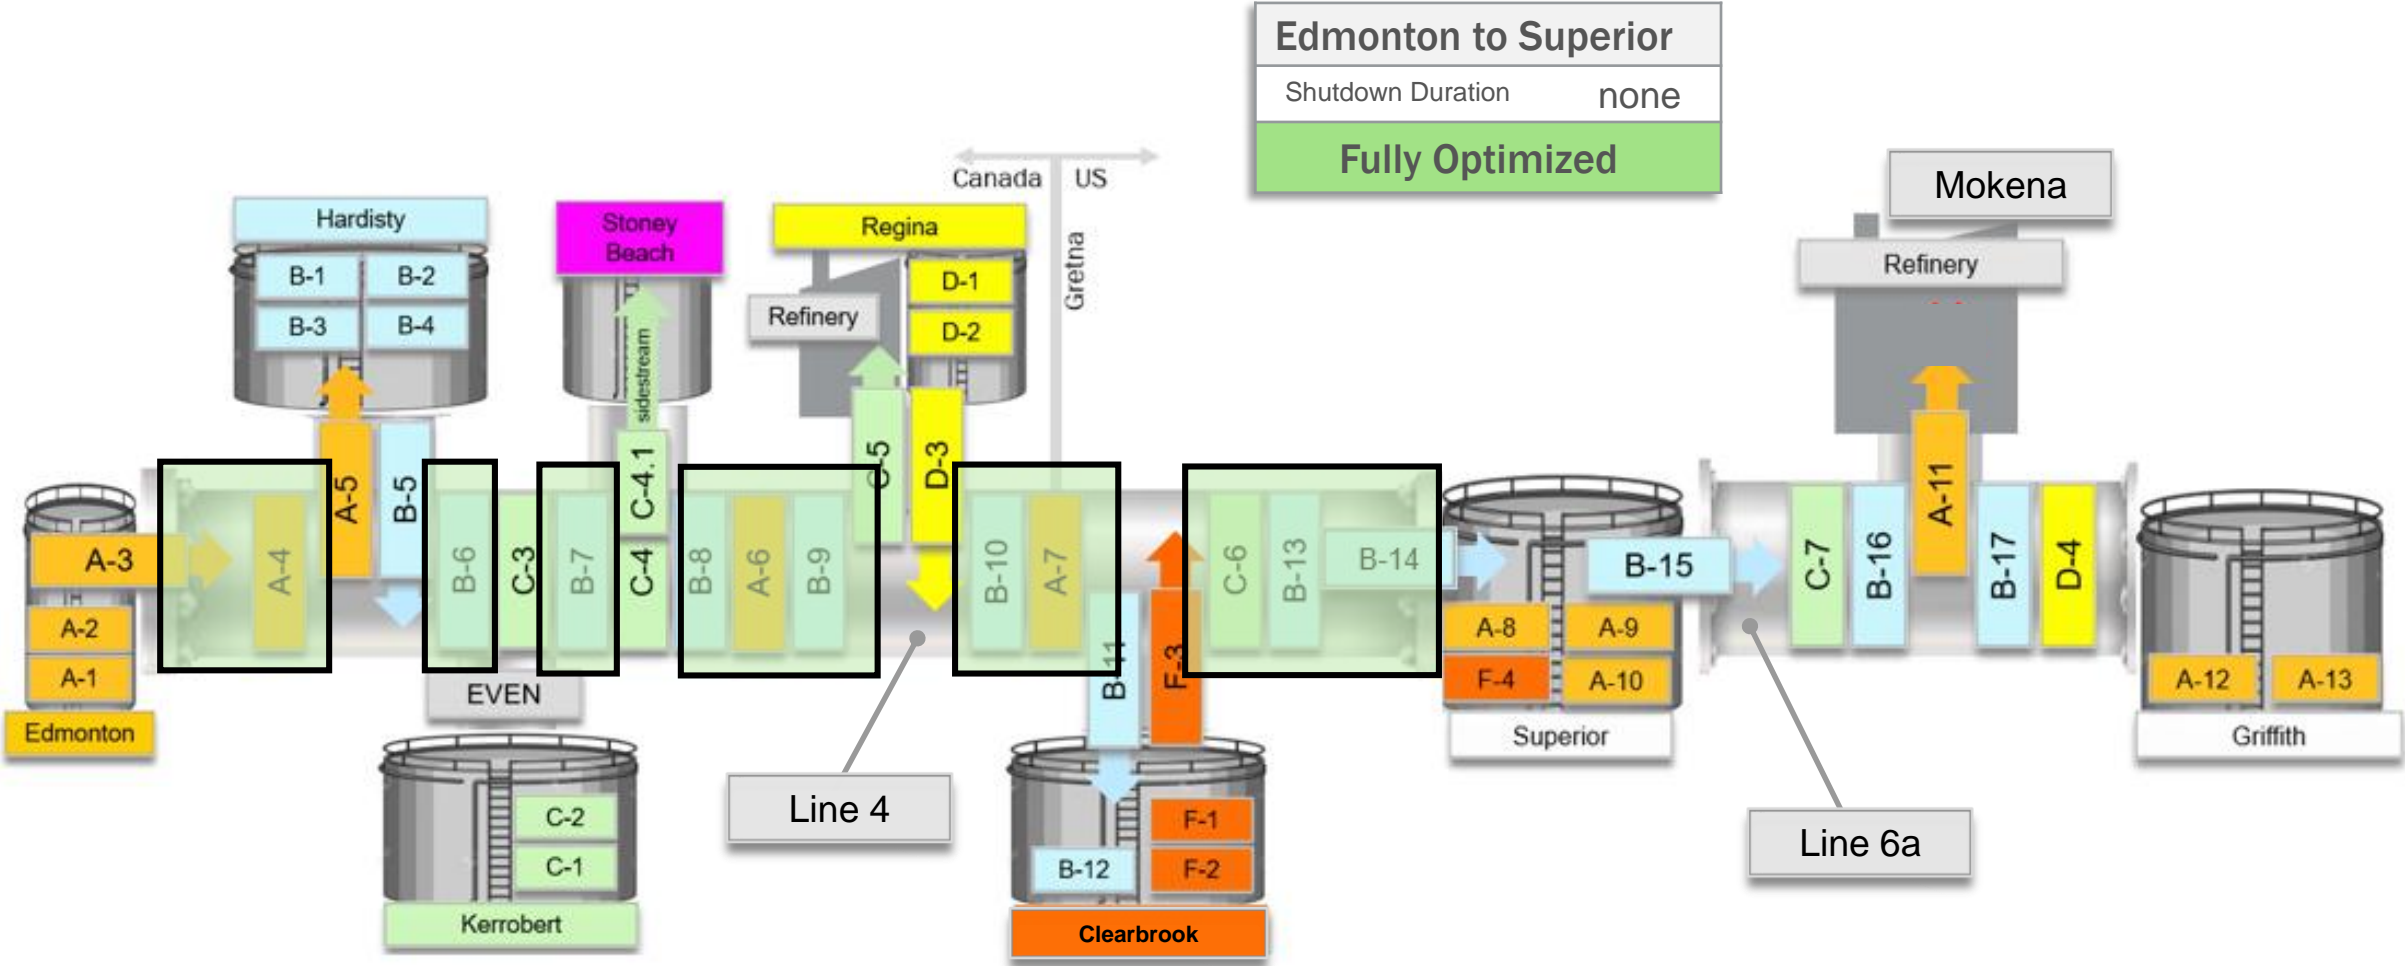 Edmonton to Superior
Shutdown Duration none
Fully Optimized
Canada US
Gretna
Mokena
Refinery
Hardisty
B-1 B-2
B-3 B-4
Stoney
Beach
sidestream
Regina
Refinery
D-1
D-2
A-3
A-2
A-1
Edmonton
A-4
A-5
B-5
B-6
C-3
B-7
C-4.1
C-4
B-8
A-6
B-9
C-5
D-3
B-10
A-7
B-11
F-3
C-6
B-13
B-14
EVEN
C-2
C-1
Kerrobert
Line 4
F-1
B-12 F-2
Clearbrook
A-8 A-9
F-4 A-10
Superior
B-15
C-7
B-16
A-11
B-17
D-4
Line 6a
A-12 A-13
Griffith